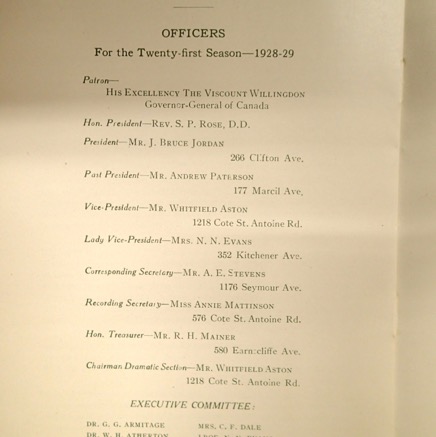 OFFICERS
For the Twenty-first Season—1928-29
Patron—
HIS EXCELLENCY THE VISCOUNT WILLINGDON
Governor-General of Canada
Hon. President—REV. S. P. ROSE, D.D.
President—MR. J. BRUCE JORDAN
266 Clifton Ave.
Past President—MR. ANDREW PATERSON
177 Marcil Ave.
Vice-President—MR. WHITFIELD ASTON
1218 Cote St. Antoine Rd.
Lady Vice-President—MRS. N. N. EVANS
352 Kitchener Ave.
Corresponding Secretary—MR. A. E. STEVENS
1176 Seymour Ave.
Recording Secretary—MISS ANNIE MATTINSON
576 Cote St. Antoine Rd.
Hon. Treasurer—MR. R. H. MAINER
580 Earnscliffe Ave.
Chairman Dramatic Section—MR. WHITFIELD ASTON
1218 Cote St. Antoine Rd.
EXECUTIVE COMMITTEE:
DR. G. G. ARMITAGE MRS. C. F. DALE
DR. W. H. ATHERTON